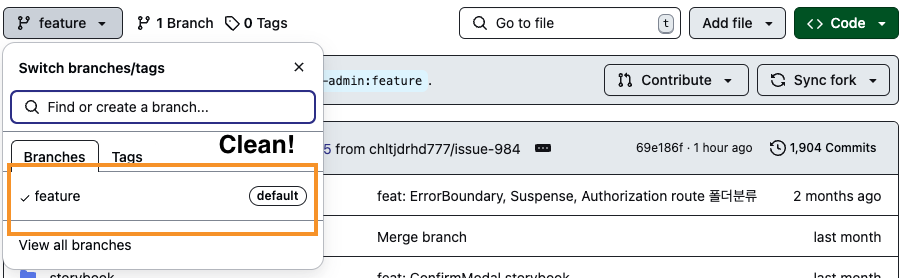 feature
1 Branch
0 Tags
Go to file
t
Add file
Code
Switch branches/tags
-admin:feature .
Contribute
Sync fork
Find or create a branch...
Clean!
Branches
Tags
5 from chltjdrhd777/issue-984
69e186f · 1 hour ago
1,904 Commits
feature
default
feat: ErrorBoundary, Suspense, Authorization route 폴더분류
2 months ago
View all branches
Merge branch
last month
storybook
feat: ConfirmModal storybook
last month